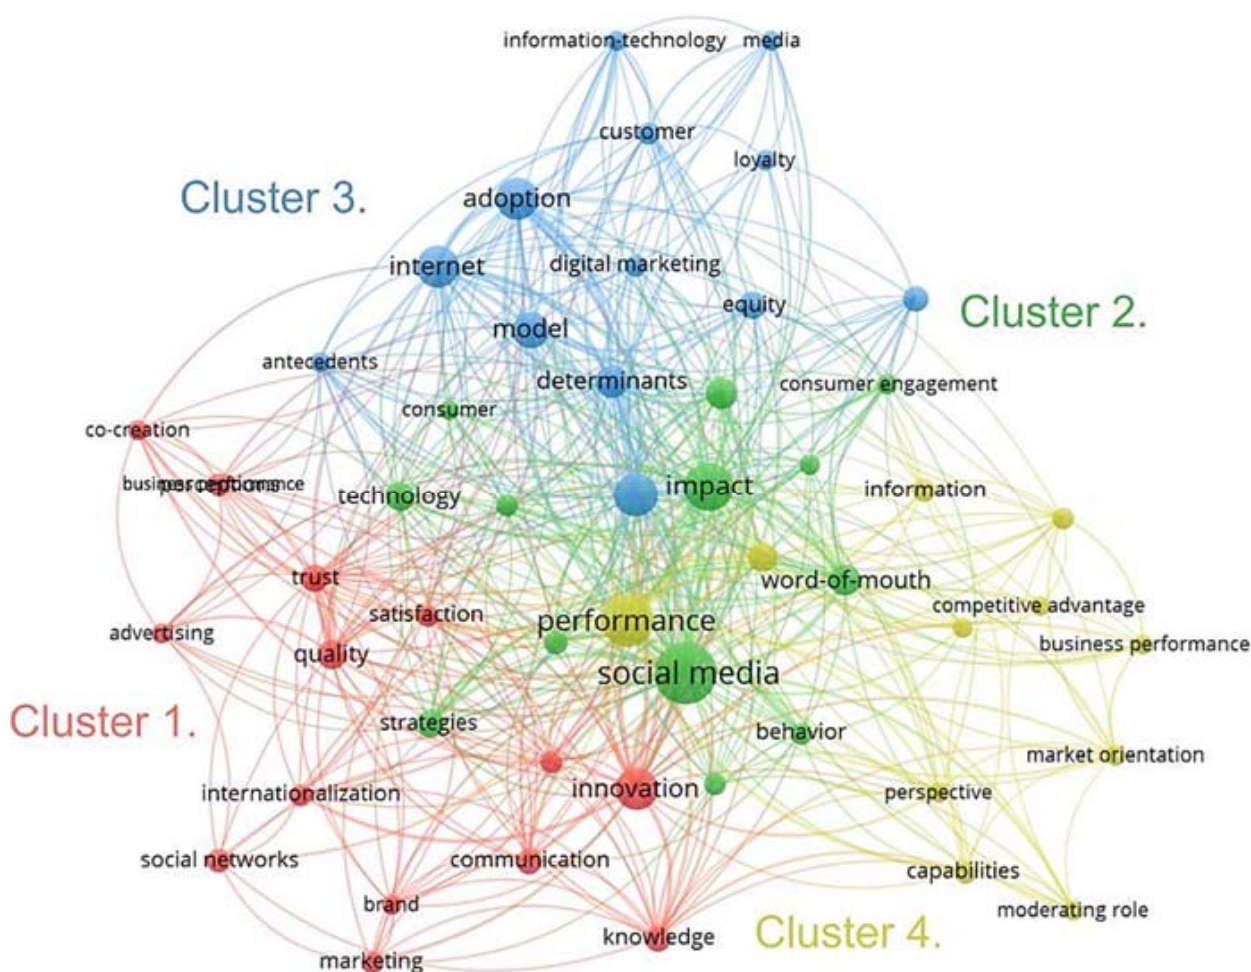 information-technology
media
customer
loyalty
Cluster 3.
adoption
internet
digital marketing
equity
Cluster 2.
model
antecedents
determinants
consumer engagement
consumer
co-creation
business performance
perceptions
technology
impact
information
trust
word-of-mouth
satisfaction
performance
competitive advantage
advertising
quality
business performance
social media
Cluster 1.
strategies
behavior
market orientation
internationalization
innovation
perspective
social networks
communication
capabilities
brand
moderating role
knowledge
Cluster 4.
marketing